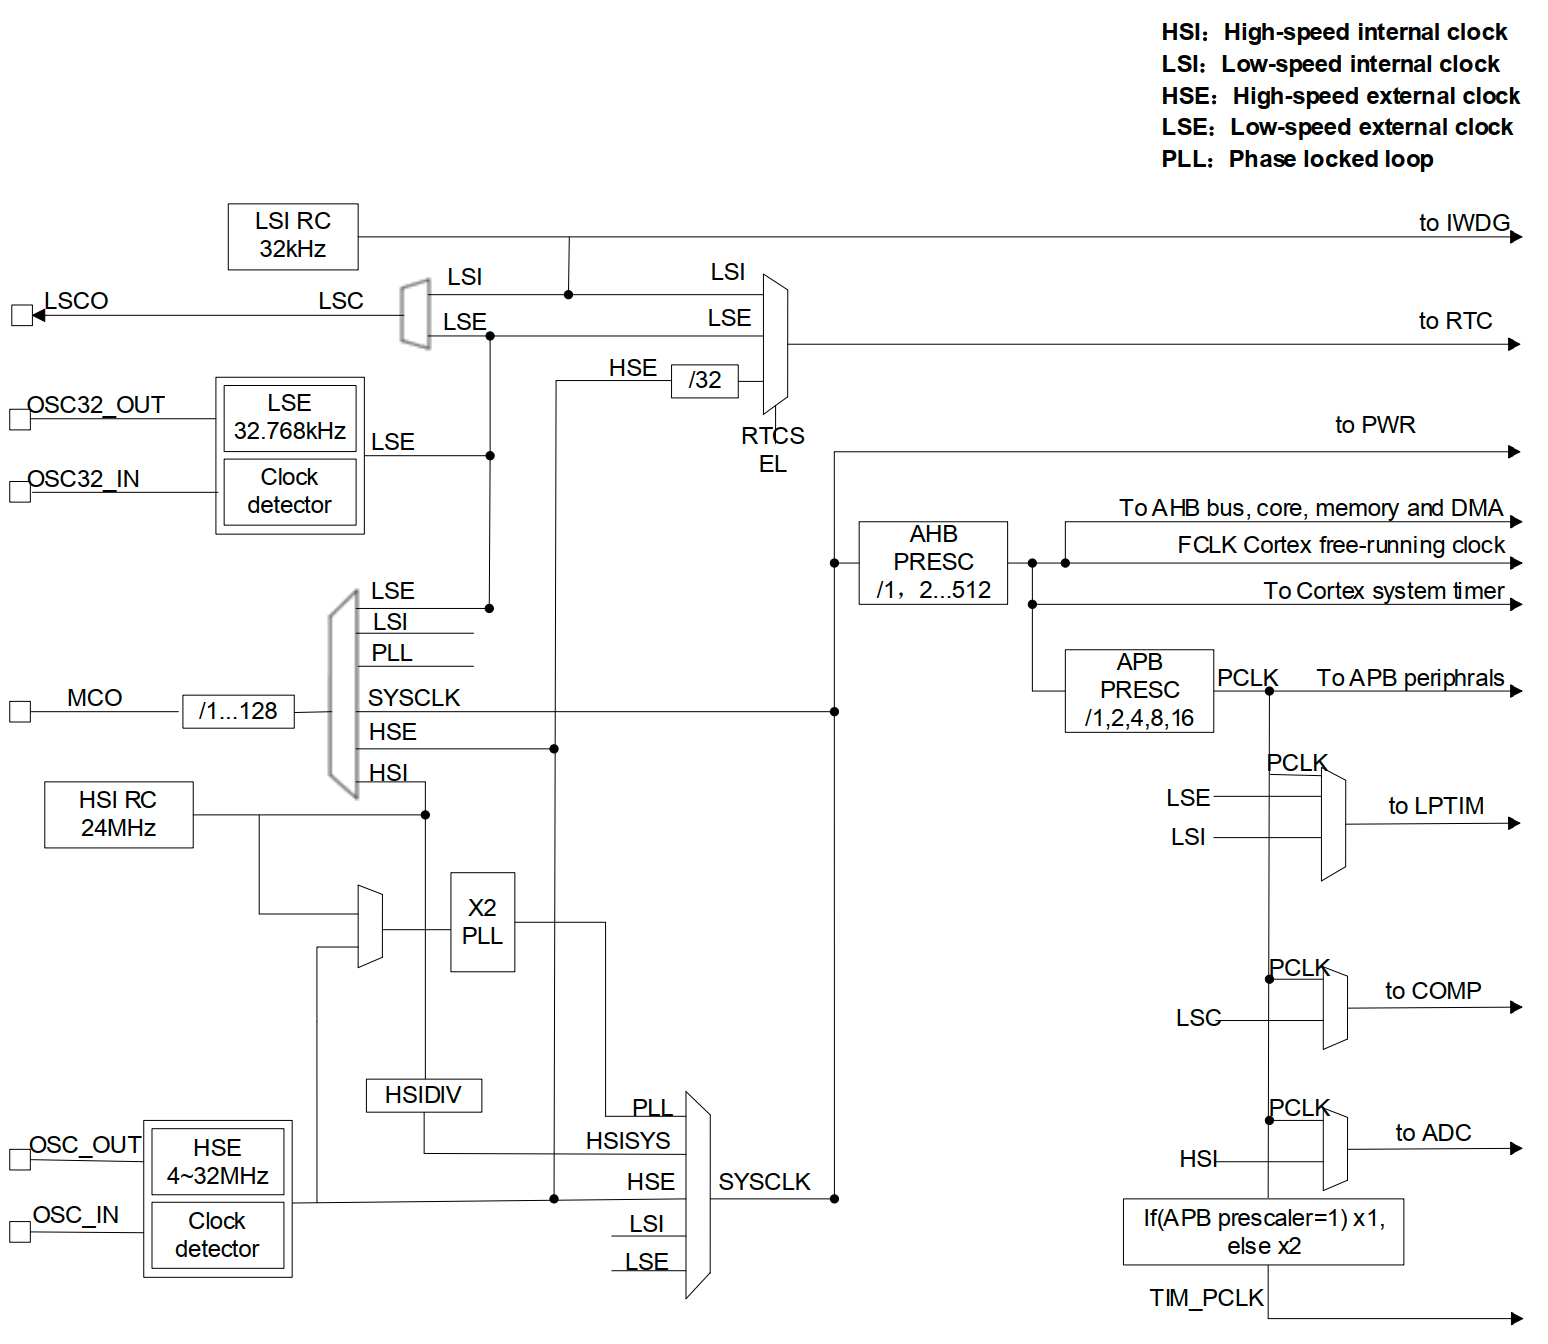 HSI：High-speed internal clock
LSI：Low-speed internal clock
HSE：High-speed external clock
LSE：Low-speed external clock
PLL：Phase locked loop
LSI RC
32kHz
to IWDG
LSI
LSI
LSCO
LSC
LSE
LSE
to RTC
HSE
/32
RTCS
EL
OSC32_OUT
LSE
32.768kHz
LSE
OSC32_IN
Clock
detector
to PWR
To AHB bus, core, memory and DMA
AHB
PRESC
/1，2...512
FCLK Cortex free-running clock
To Cortex system timer
LSE
LSI
PLL
MCO
/1...128
SYSCLK
HSE
HSI
APB
PRESC
/1,2,4,8,16
PCLK
To APB periphrals
HSI RC
24MHz
PCLK
LSE
LSI
to LPTIM
X2
PLL
PCLK
LSC
to COMP
HSIDIV
PLL
HSISYS
HSE
LSI
LSE
SYSCLK
OSC_OUT
HSE
4~32MHz
OSC_IN
Clock
detector
PCLK
HSI
to ADC
If(APB prescaler=1) x1,
else x2
TIM_PCLK